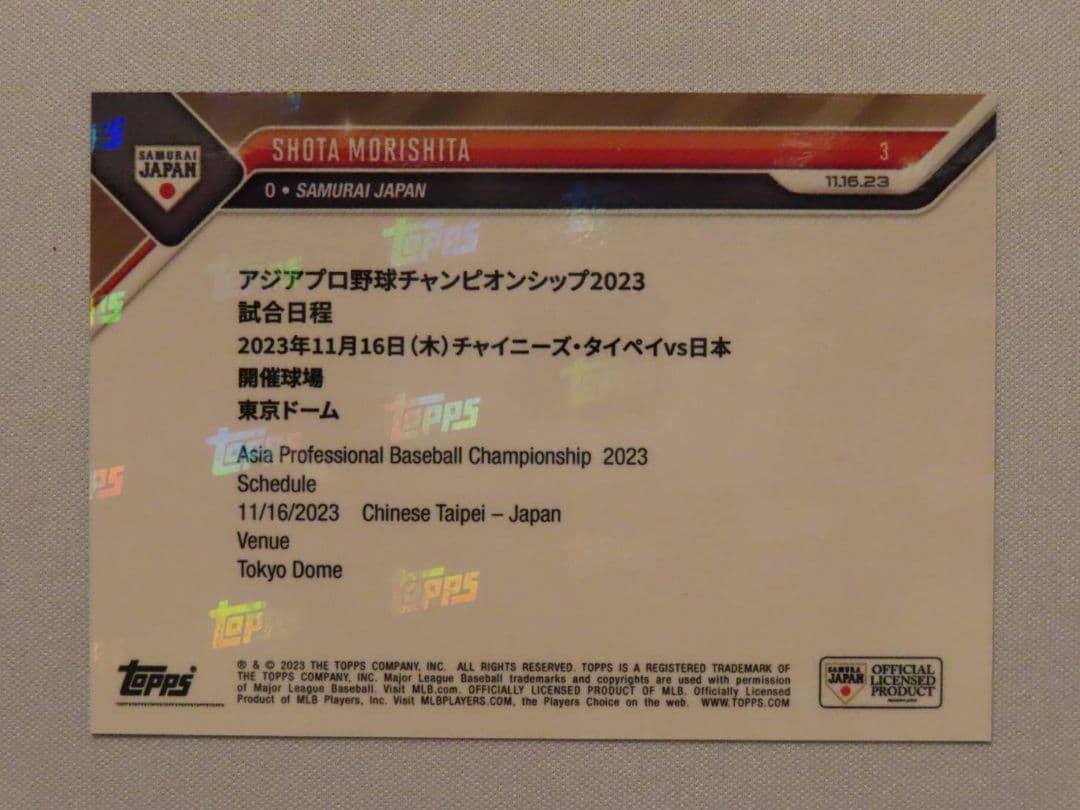 SAMURAI
JAPAN
SHOTA MORISHITA
3
0 • SAMURAI JAPAN
11.16.23
アジアプロ野球チャンピオンシップ2023
試合日程
2023年11月16日（木）チャイニーズ・タイペイvs日本
開催球場
東京ドーム
Asia Professional Baseball Championship 2023
Schedule
11/16/2023 Chinese Taipei – Japan
Venue
Tokyo Dome
topps
topps
topps
topps
® & © 2023 THE TOPPS COMPANY, INC. ALL RIGHTS RESERVED. TOPPS IS A REGISTERED TRADEMARK OF
THE TOPPS COMPANY, INC. Major League Baseball trademarks and copyrights are used with permission
of Major League Baseball. Visit MLB.com. OFFICIALLY LICENSED PRODUCT OF MLB. Officially Licensed
Product of MLB Players, Inc. Visit MLBPLAYERS.COM, the Players Choice on the web. WWW.TOPPS.COM
SAMURAI
JAPAN
OFFICIAL
LICENSED
PRODUCT